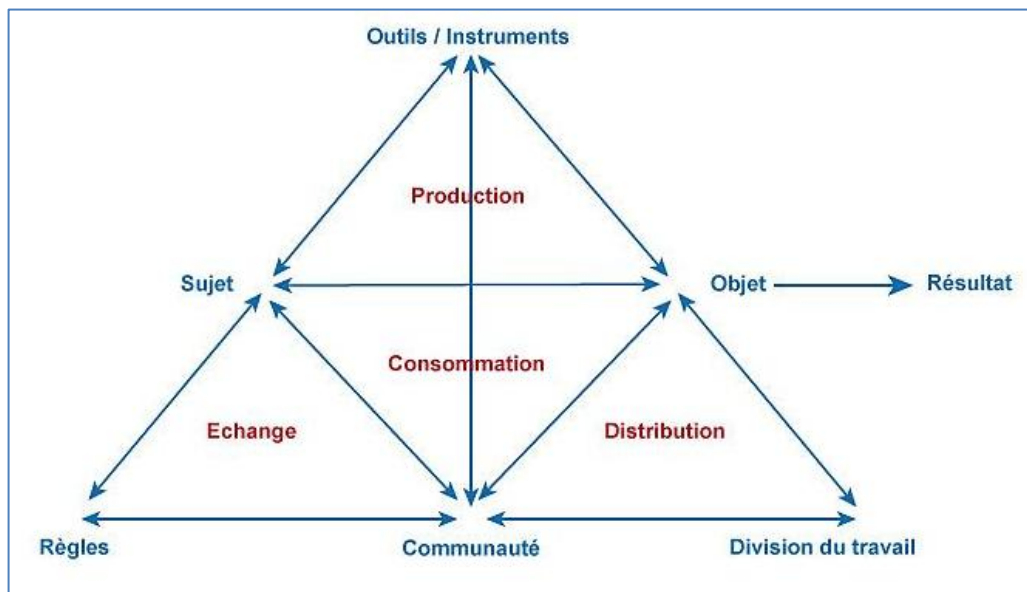 Outils / Instruments
Production
Sujet
Objet
Résultat
Consommation
Echange
Distribution
Règles
Communauté
Division du travail